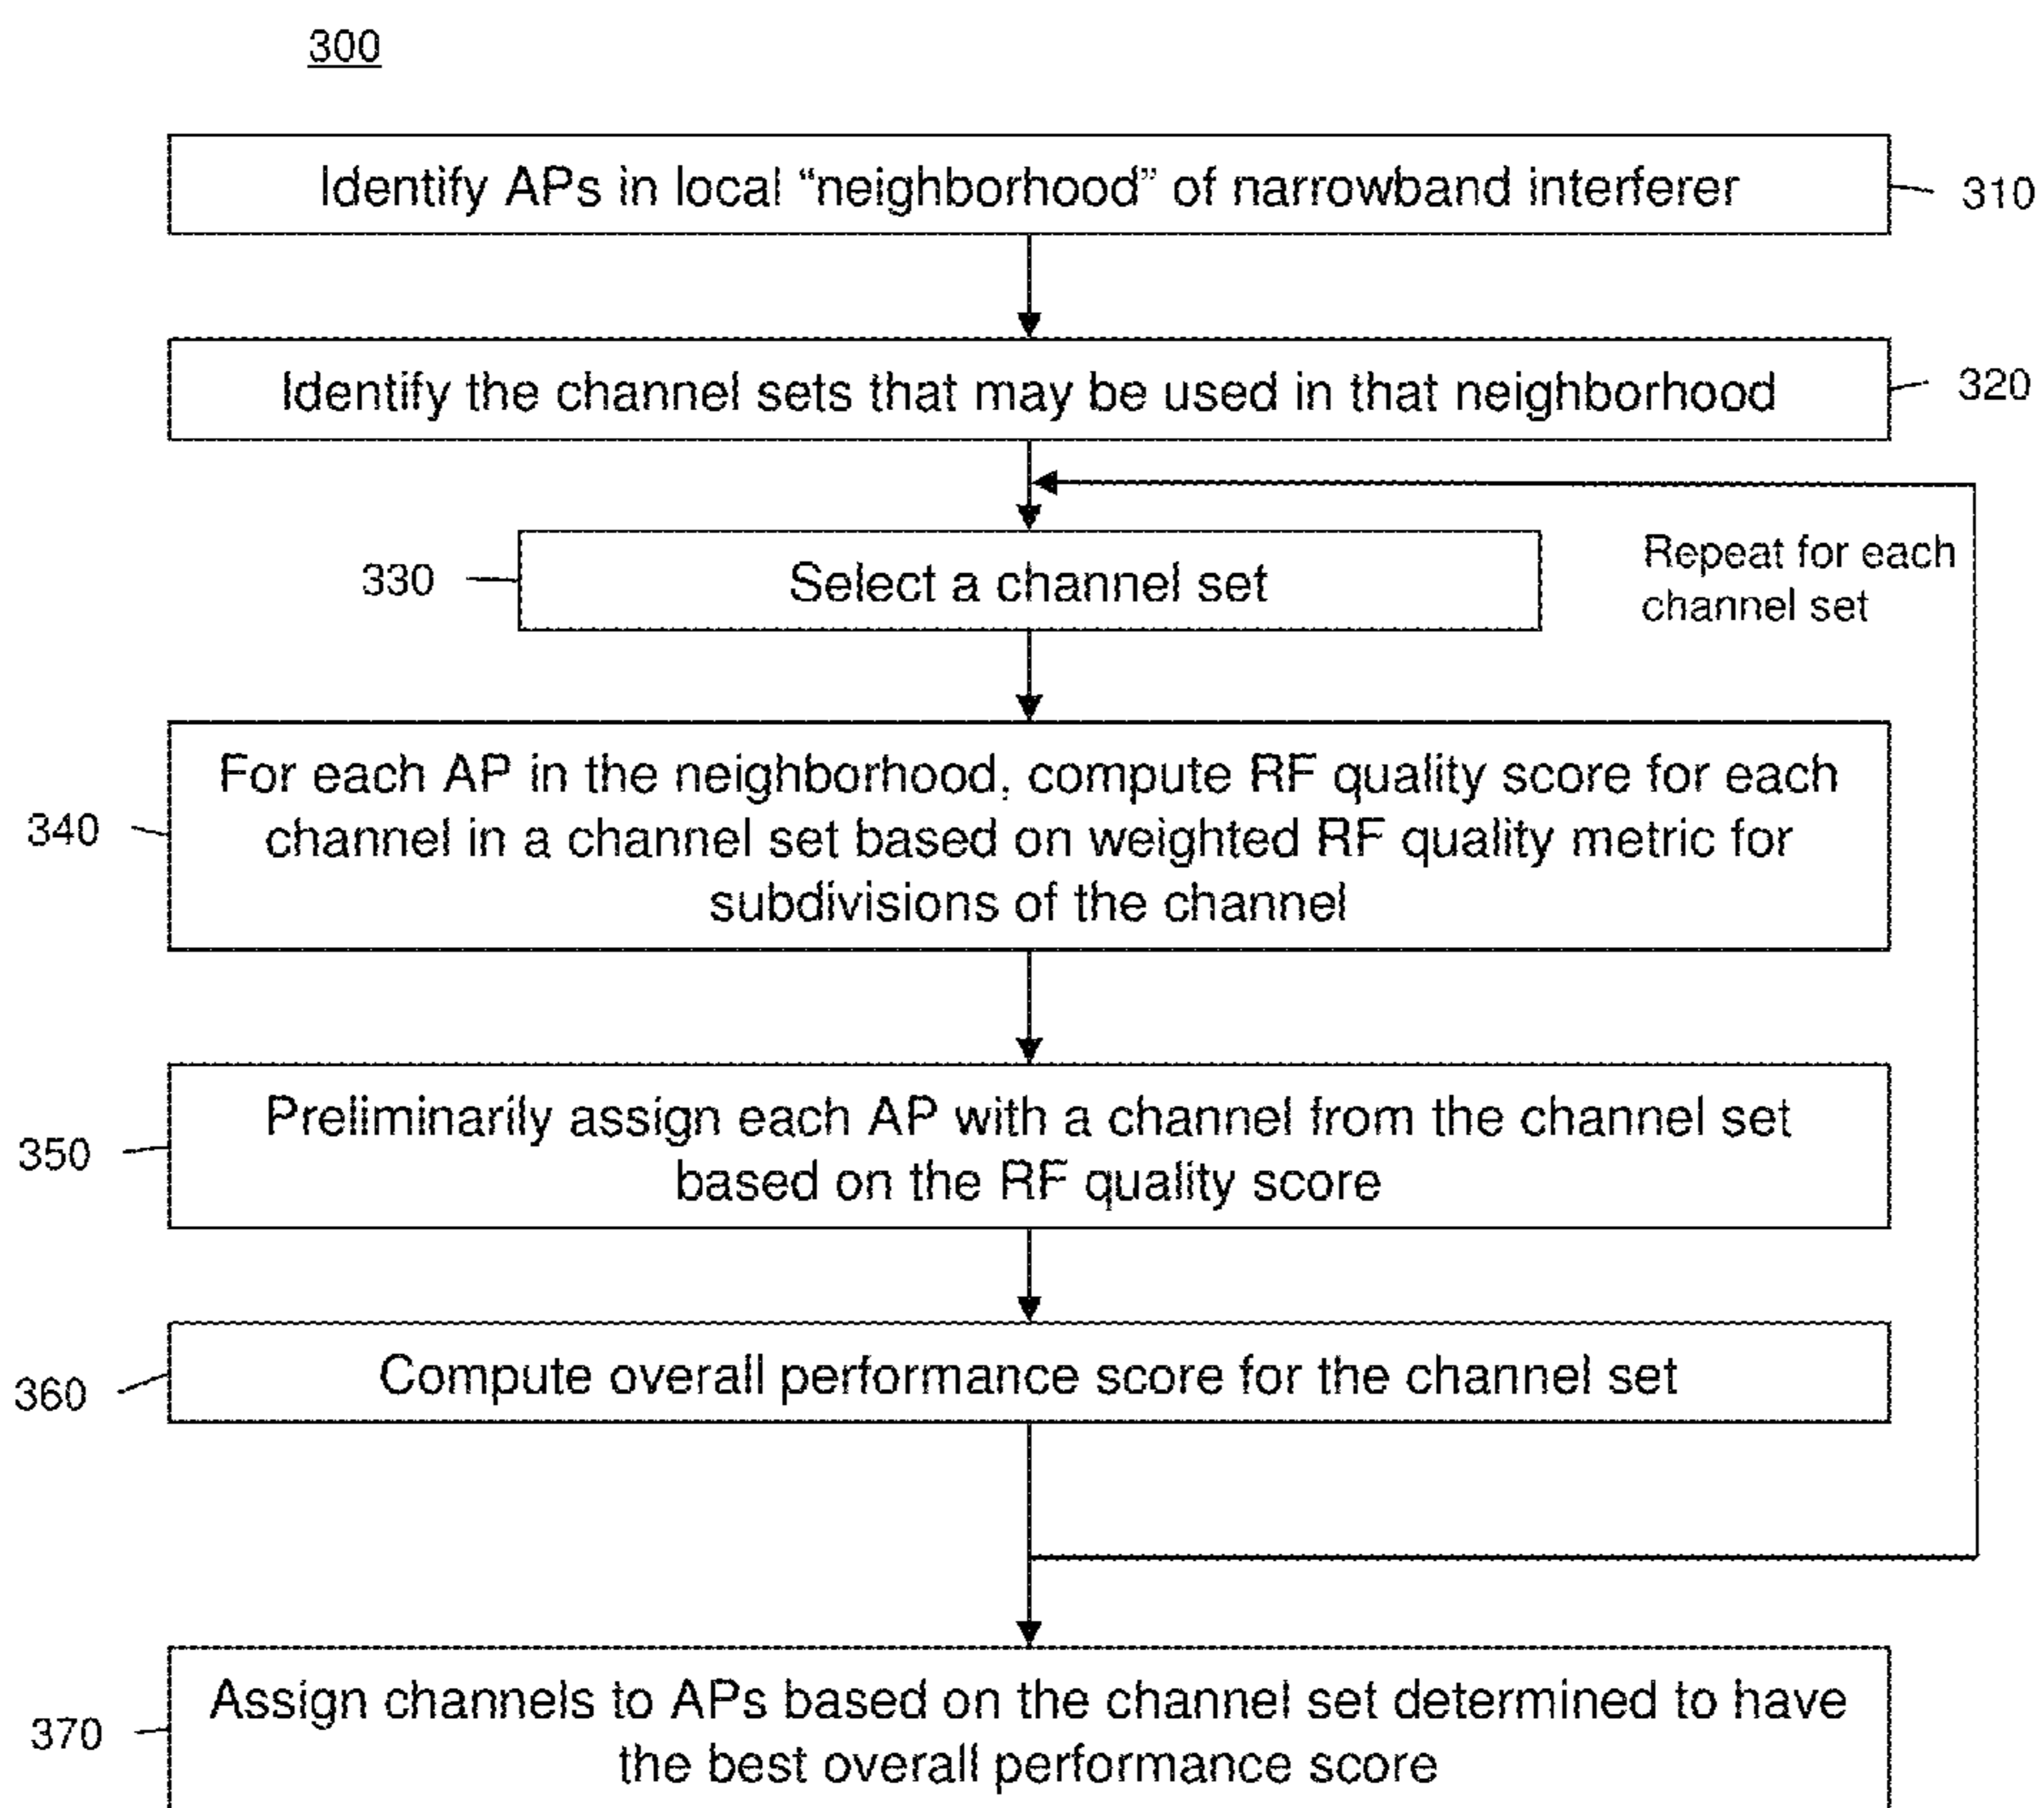 300
Identify APs in local “neighborhood” of narrowband interferer
310
Identify the channel sets that may be used in that neighborhood
320
330
Select a channel set
Repeat for each
channel set
340
For each AP in the neighborhood, compute RF quality score for each
channel in a channel set based on weighted RF quality metric for
subdivisions of the channel
350
Preliminarily assign each AP with a channel from the channel set
based on the RF quality score
360
Compute overall performance score for the channel set
370
Assign channels to APs based on the channel set determined to have
the best overall performance score